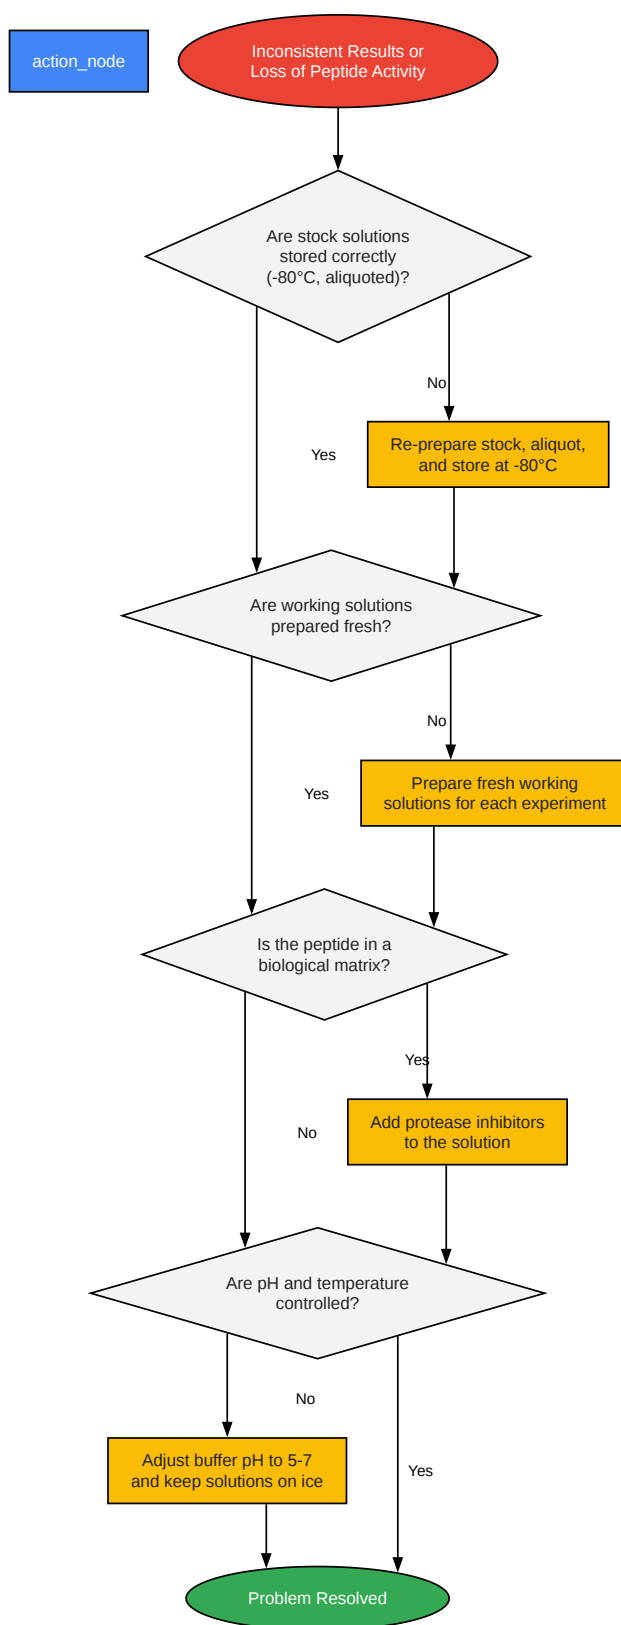 action_node
Inconsistent Results or
Loss of Peptide Activity
Are stock solutions
stored correctly
(-80°C, aliquoted)?
No
Yes
Re-prepare stock, aliquot,
and store at -80°C
Are working solutions
prepared fresh?
No
Yes
Prepare fresh working
solutions for each experiment
Is the peptide in a
biological matrix?
Yes
No
Add protease inhibitors
to the solution
Are pH and temperature
controlled?
No
Yes
Adjust buffer pH to 5-7
and keep solutions on ice
Problem Resolved